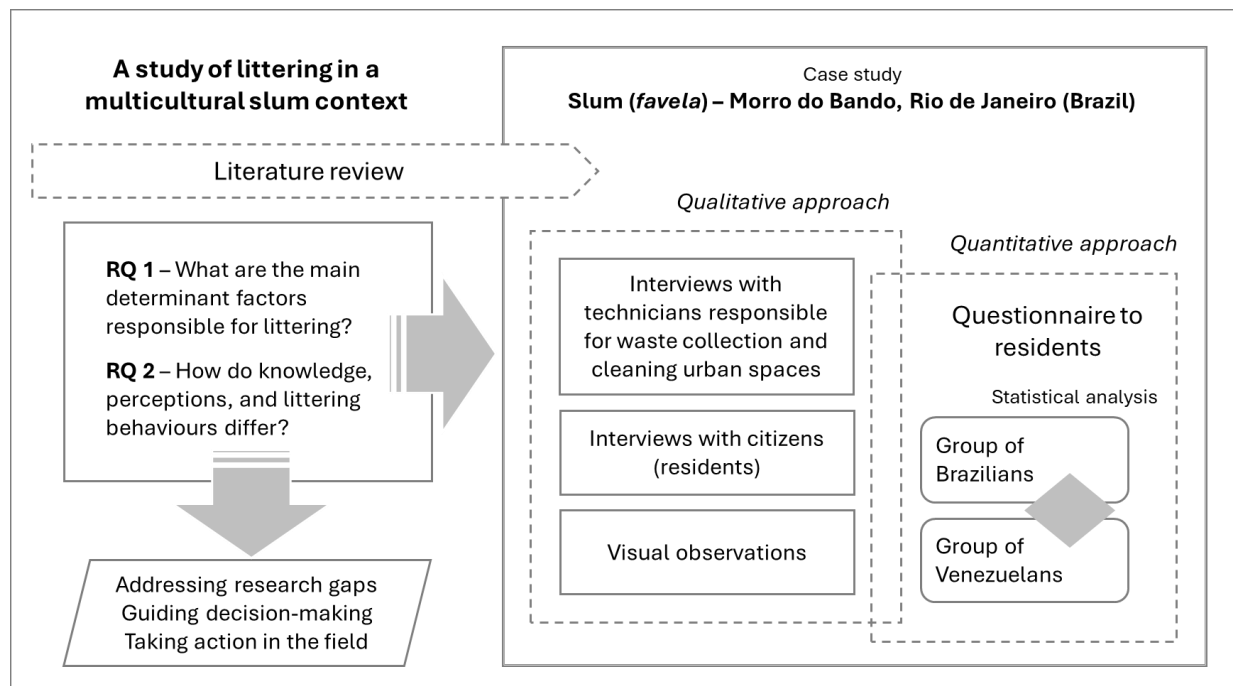 A study of littering in a
multicultural slum context
Literature review
RQ 1 – What are the main
determinant factors
responsible for littering?
RQ 2 – How do knowledge,
perceptions, and littering
behaviours differ?
Addressing research gaps
Guiding decision-making
Taking action in the field
Case study
Slum (favela) – Morro do Bando, Rio de Janeiro (Brazil)
Qualitative approach
Interviews with
technicians responsible
for waste collection and
cleaning urban spaces
Interviews with citizens
(residents)
Visual observations
Quantitative approach
Questionnaire to
residents
Statistical analysis
Group of
Brazilians
Group of
Venezuelans